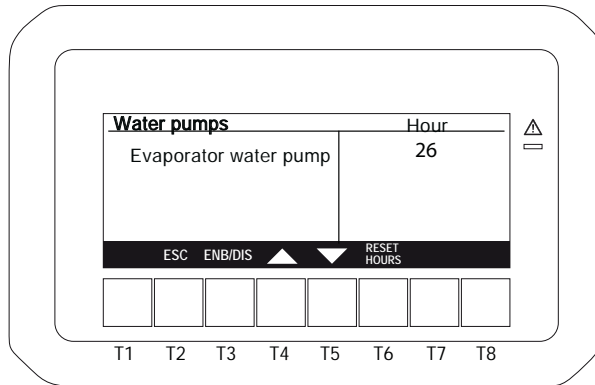 Water pumps Hour
Evaporator water pump 26
ESC ENB/DIS RESET
HOURS
T1 T2 T3 T4 T5 T6 T7 T8